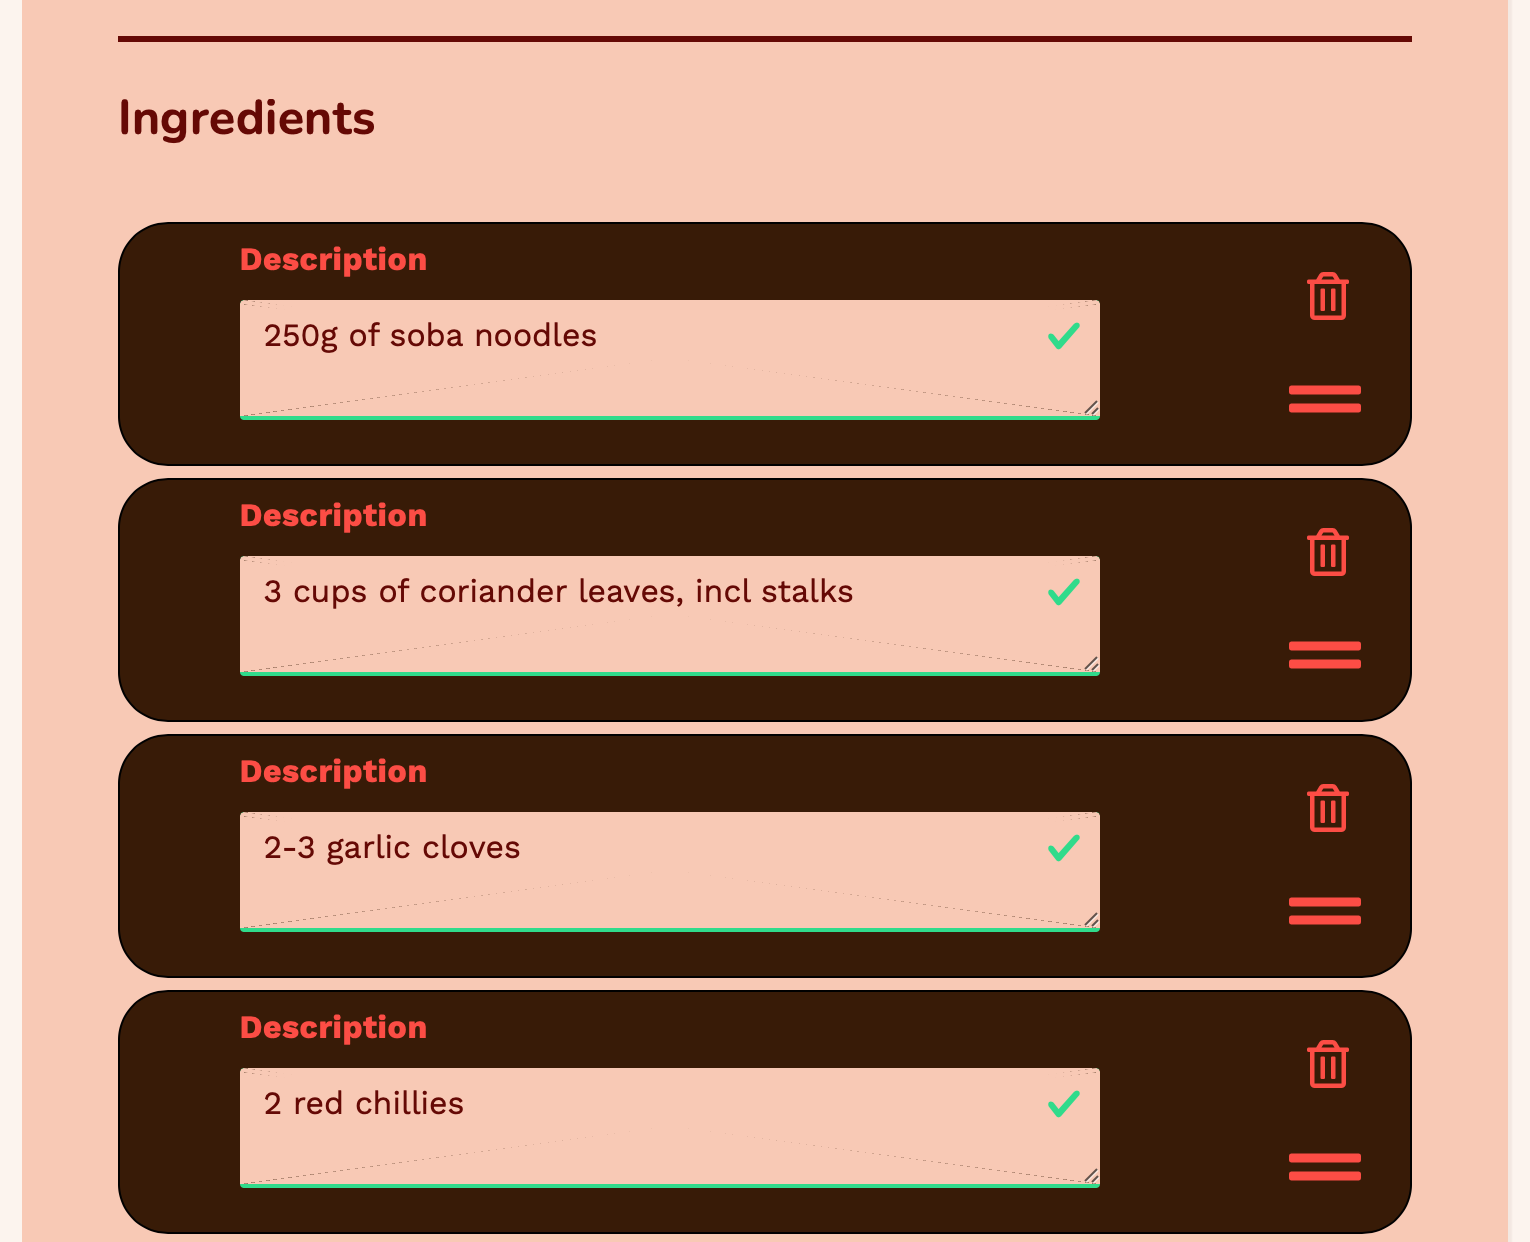 Ingredients
Description
250g of soba noodles
Description
3 cups of coriander leaves, incl stalks
Description
2-3 garlic cloves
Description
2 red chillies